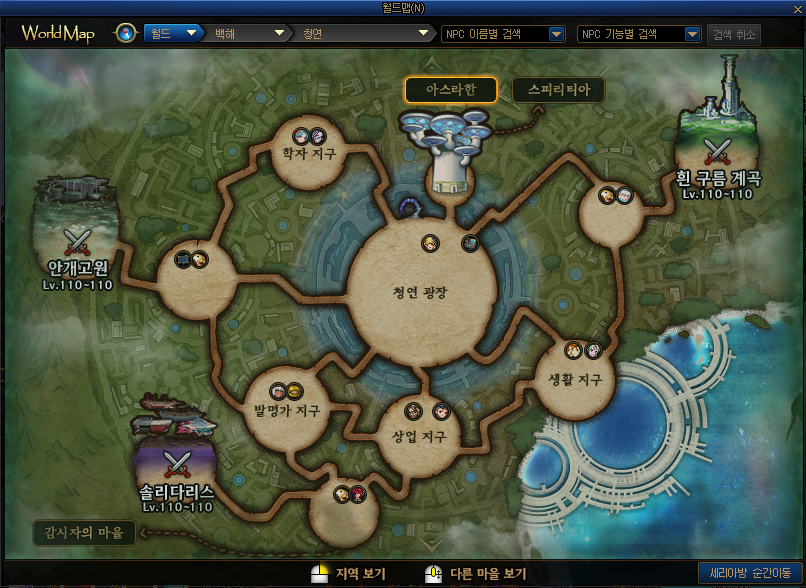 월드맵(N)
World Map
월드
백해
청연
NPC 이름별 검색
NPC 기능별 검색
검색 취소
아스라한
스피리티아
학자 지구
흰 구름 계곡
Lv.110~110
안개고원
Lv.110~110
청연 광장
생활 지구
발명가 지구
상업 지구
솔리다리스
Lv.110~110
감시자의 마을
지역 보기
다른 마을 보기
세리아방 순간이동